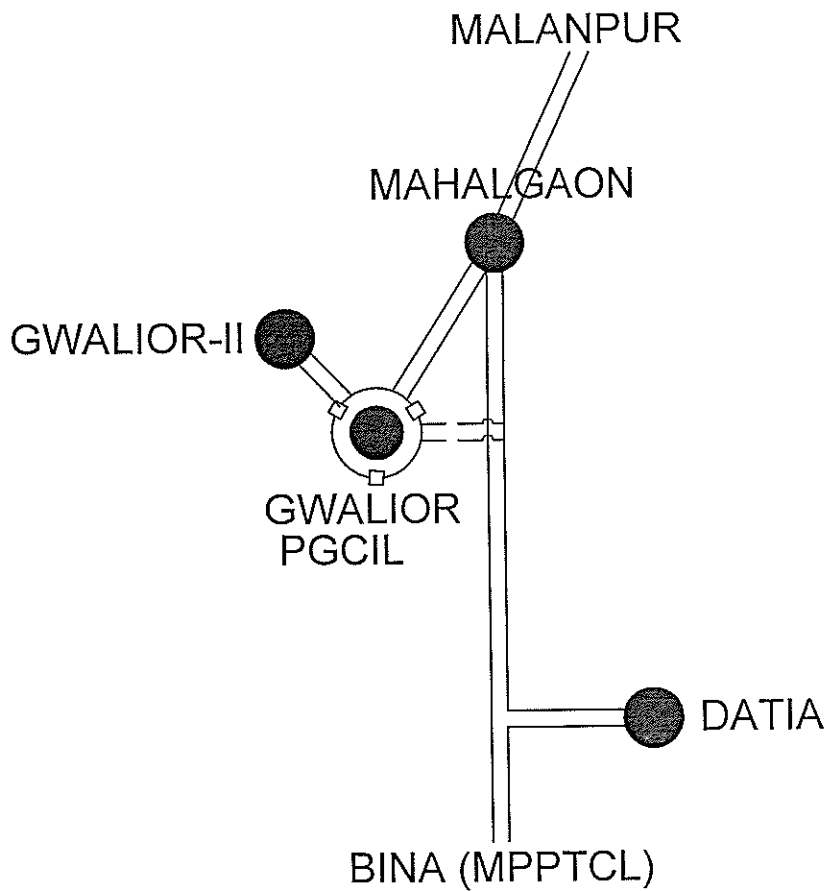 MALANPUR
MAHALGAON
GWALIOR-II
GWALIOR
PGCIL
DATIA
BINA (MPPTCL)